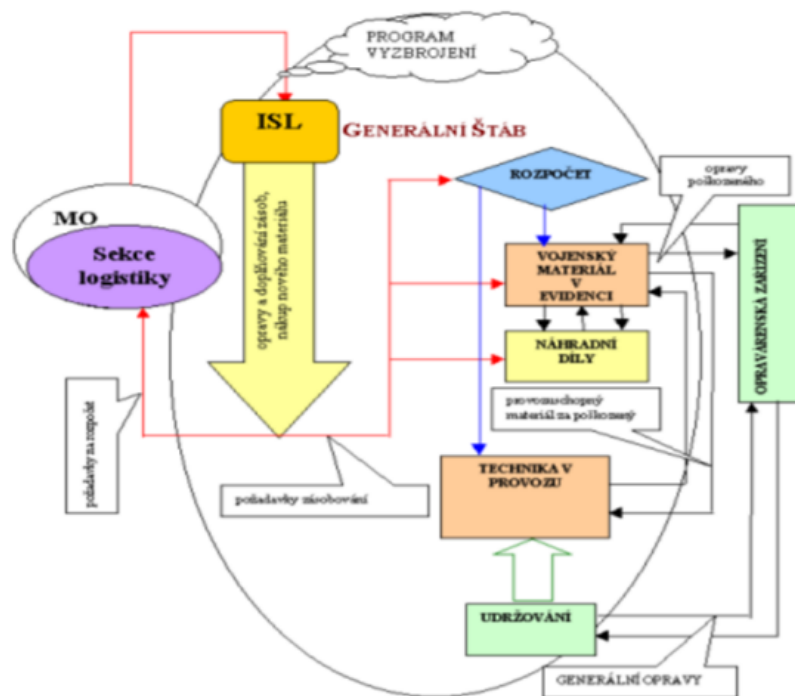 PROGRAM
VYZBROJENÍ
ISL
GENERÁLNÍ ŠTÁB
ROZPOČET
opravy
poškozeného
MO
Sekce
logistiky
opravy a doplňování zásob,
nákup nového materiálu
VOJENSKÝ
MATERIÁL
V
EVIDENCI
OPRAVÁRENSKÁ ZAŘÍZENÍ
NÁHRADNÍ
DÍLY
provozuschopný
materiál za poškozený
požadavky na rozpočet
požadavky zásobování
TECHNIKA V
PROVOZU
UDRŽOVÁNÍ
GENERÁLNÍ OPRAVY